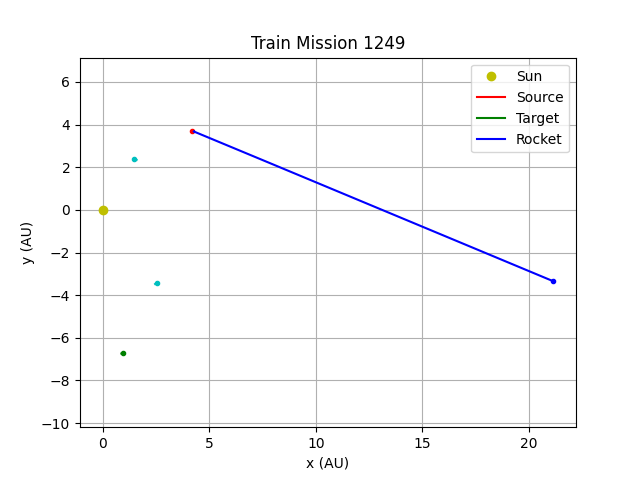 Train Mission 1249
Sun
Source
Target
Rocket
6
4
2
0
−2
−4
−6
−8
−10
y (AU)
0 5 10 15 20
x (AU)